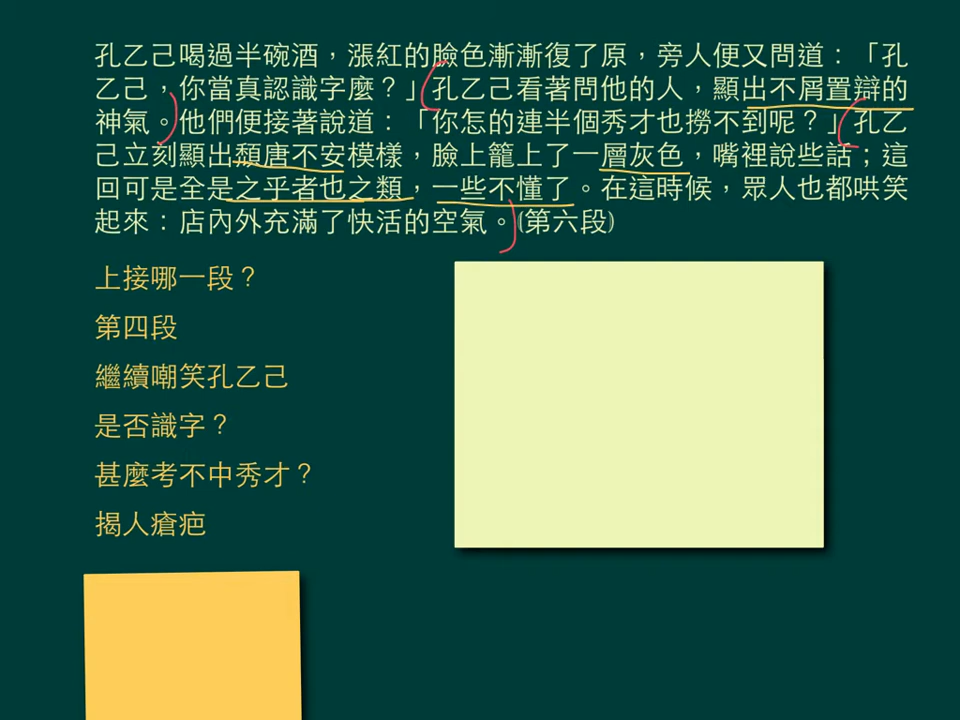 孔乙己喝過半碗酒，漲紅的臉色漸漸復了原，旁人便又問道：「孔
乙己，你當真認識字麼？」孔乙己看著問他的人，顯出不屑置辯的
神氣。他們便接著說道：「你怎的連半個秀才也撈不到呢？」孔乙
己立刻顯出頹唐不安模樣，臉上籠上了一層灰色，嘴裡說些話；這
回可是全是之乎者也之類，一些不懂了。在這時候，眾人也都哄笑
起來：店內外充滿了快活的空氣。(第六段)
上接哪一段？
第四段
繼續嘲笑孔乙己
是否識字？
甚麼考不中秀才？
揭人瘡疤